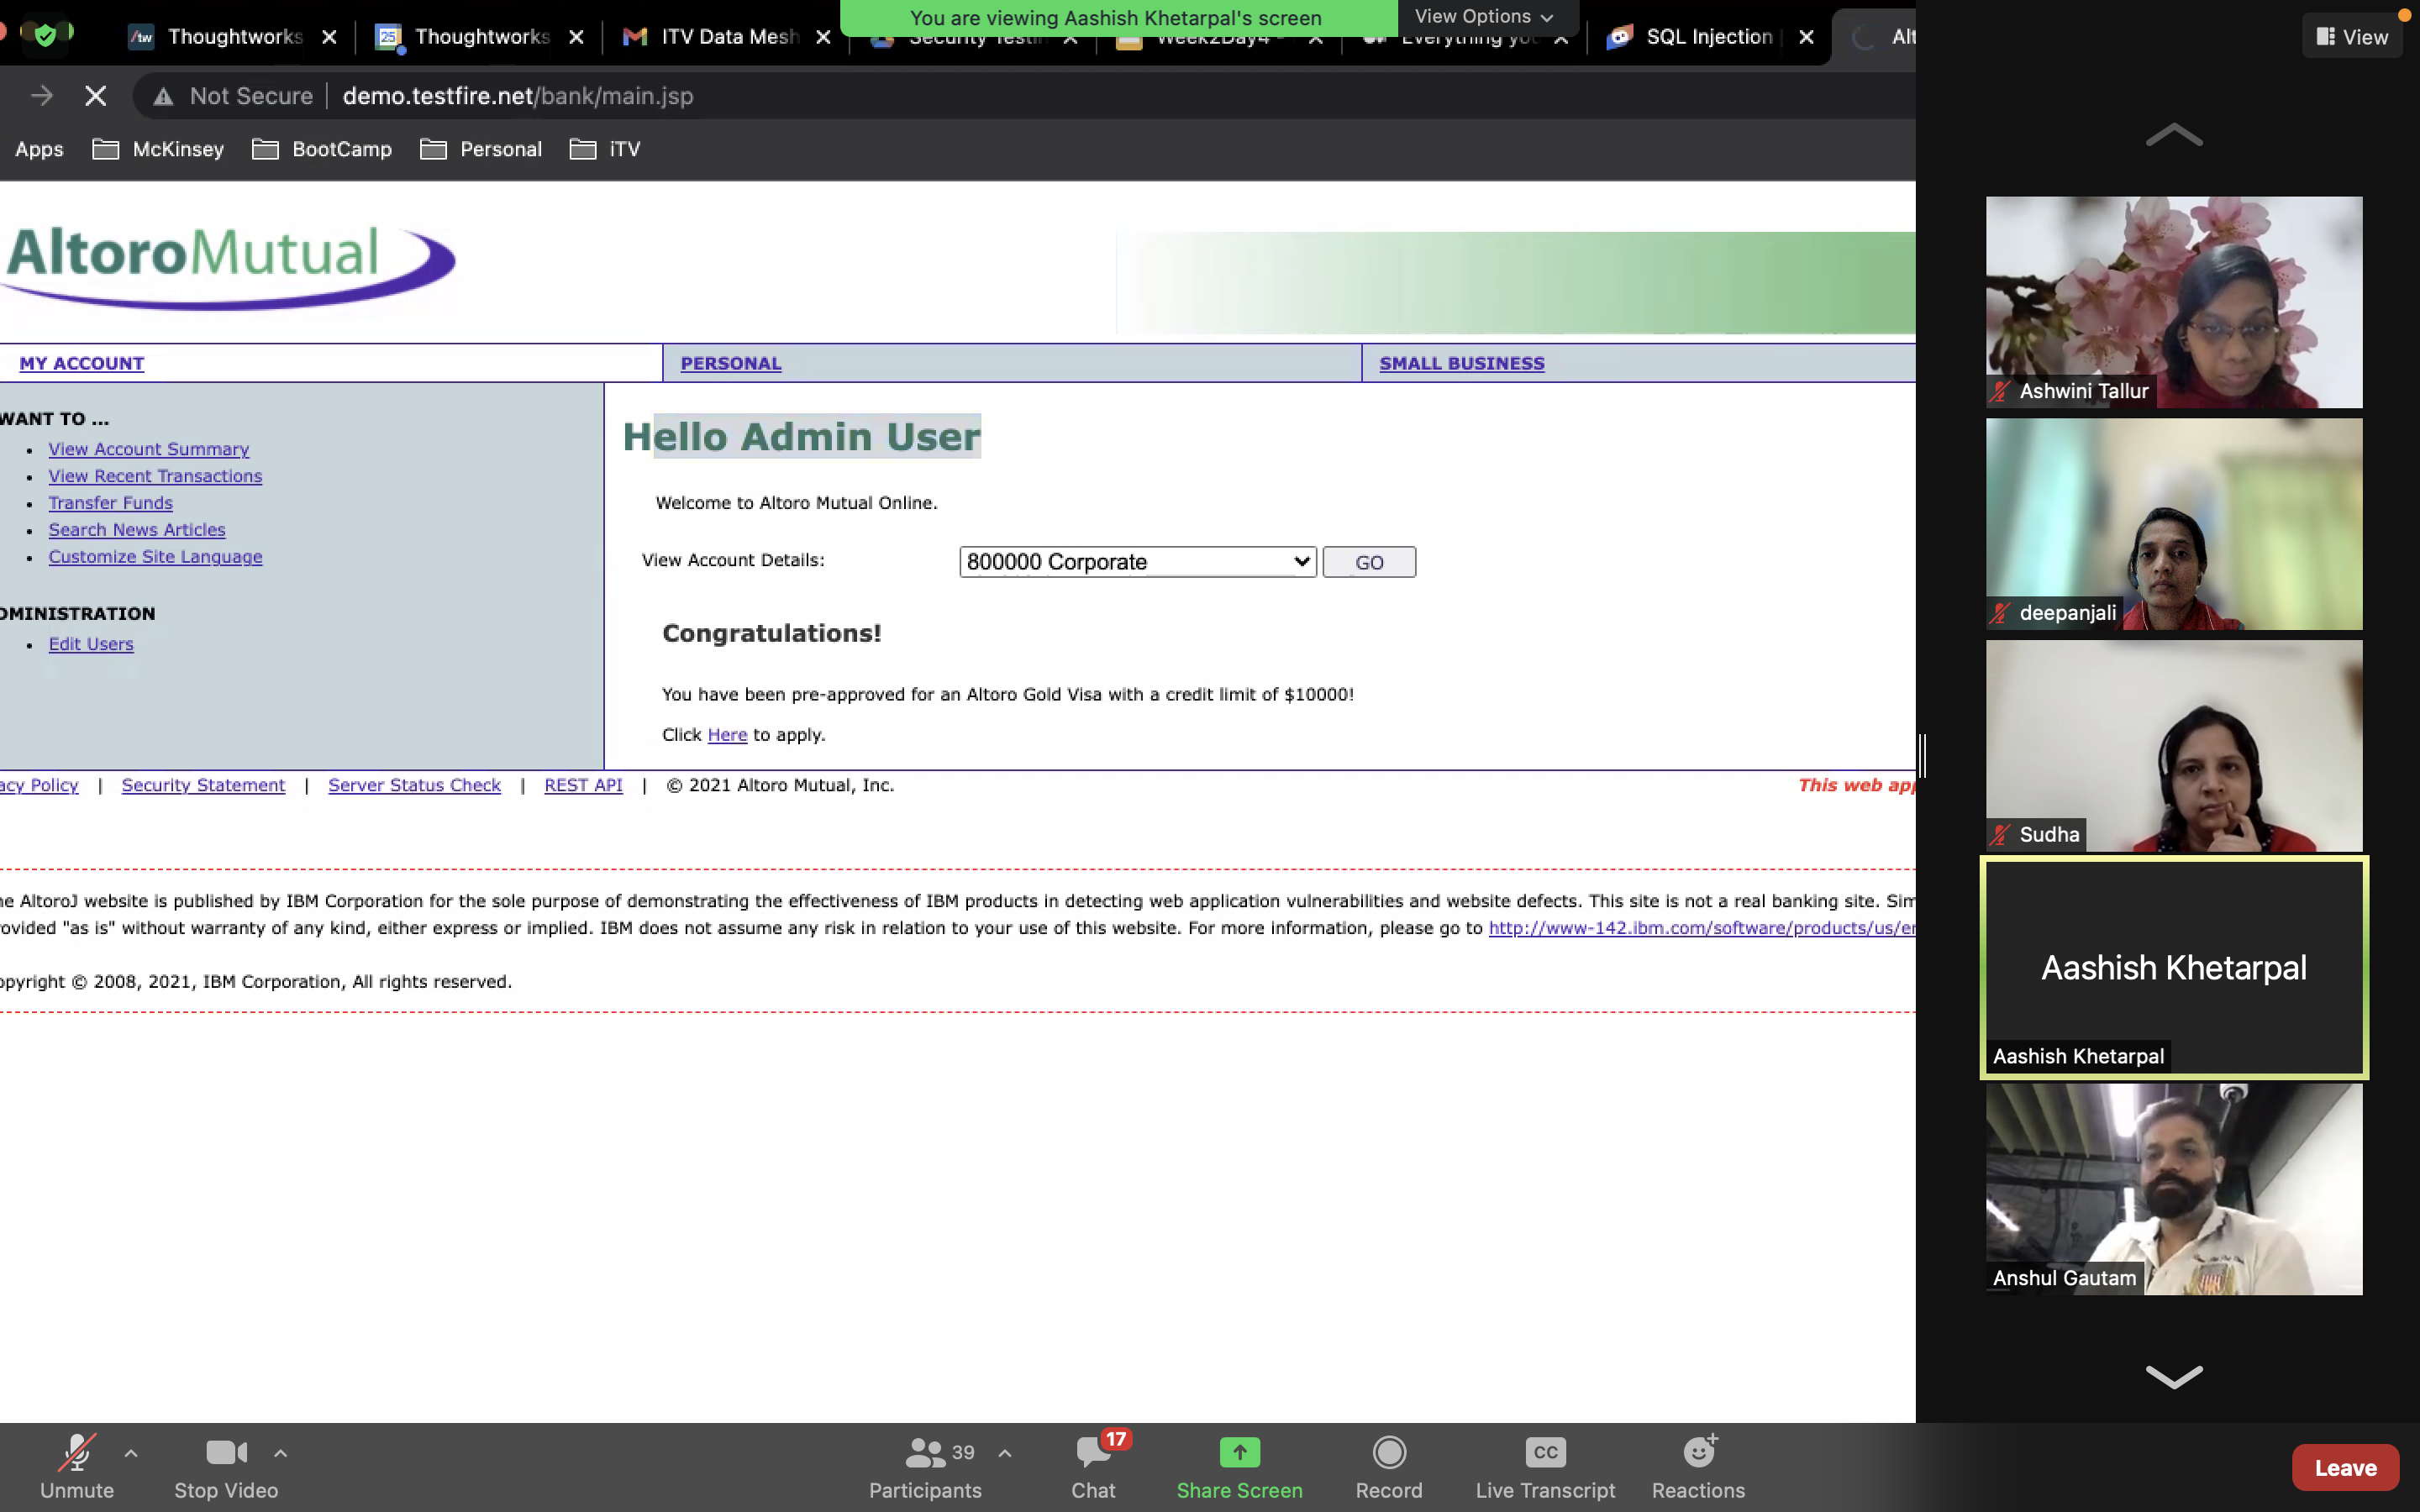 You are viewing Aashish Khetarpal's screen
View Options
Thoughtworks
Thoughtworks
ITV Data Mesh
Week2Day4
SQL Injection
View
Not Secure
demo.testfire.net/bank/main.jsp
Apps
McKinsey
BootCamp
Personal
iTV
AltoroMutual
MY ACCOUNT
PERSONAL
SMALL BUSINESS
WANT TO ...
View Account Summary
View Recent Transactions
Transfer Funds
Search News Articles
Customize Site Language
DMINISTRATION
Edit Users
Hello Admin User
Welcome to Altoro Mutual Online.
View Account Details:
800000 Corporate
GO
Congratulations!
You have been pre-approved for an Altoro Gold Visa with a credit limit of $10000!
Click Here to apply.
acy Policy | Security Statement | Server Status Check | REST API | © 2021 Altoro Mutual, Inc.
This web app
he AltoroJ website is published by IBM Corporation for the sole purpose of demonstrating the effectiveness of IBM products in detecting web application vulnerabilities and website defects. This site is not a real banking site. Sim
ovided "as is" without warranty of any kind, either express or implied. IBM does not assume any risk in relation to your use of this website. For more information, please go to http://www-142.ibm.com/software/products/us/er
opyright © 2008, 2021, IBM Corporation, All rights reserved.
Ashwini Tallur
deepanjali
Sudha
Aashish Khetarpal
Aashish Khetarpal
Anshul Gautam
Unmute
Stop Video
39
Participants
17
Chat
Share Screen
Record
CC
Live Transcript
Reactions
Leave